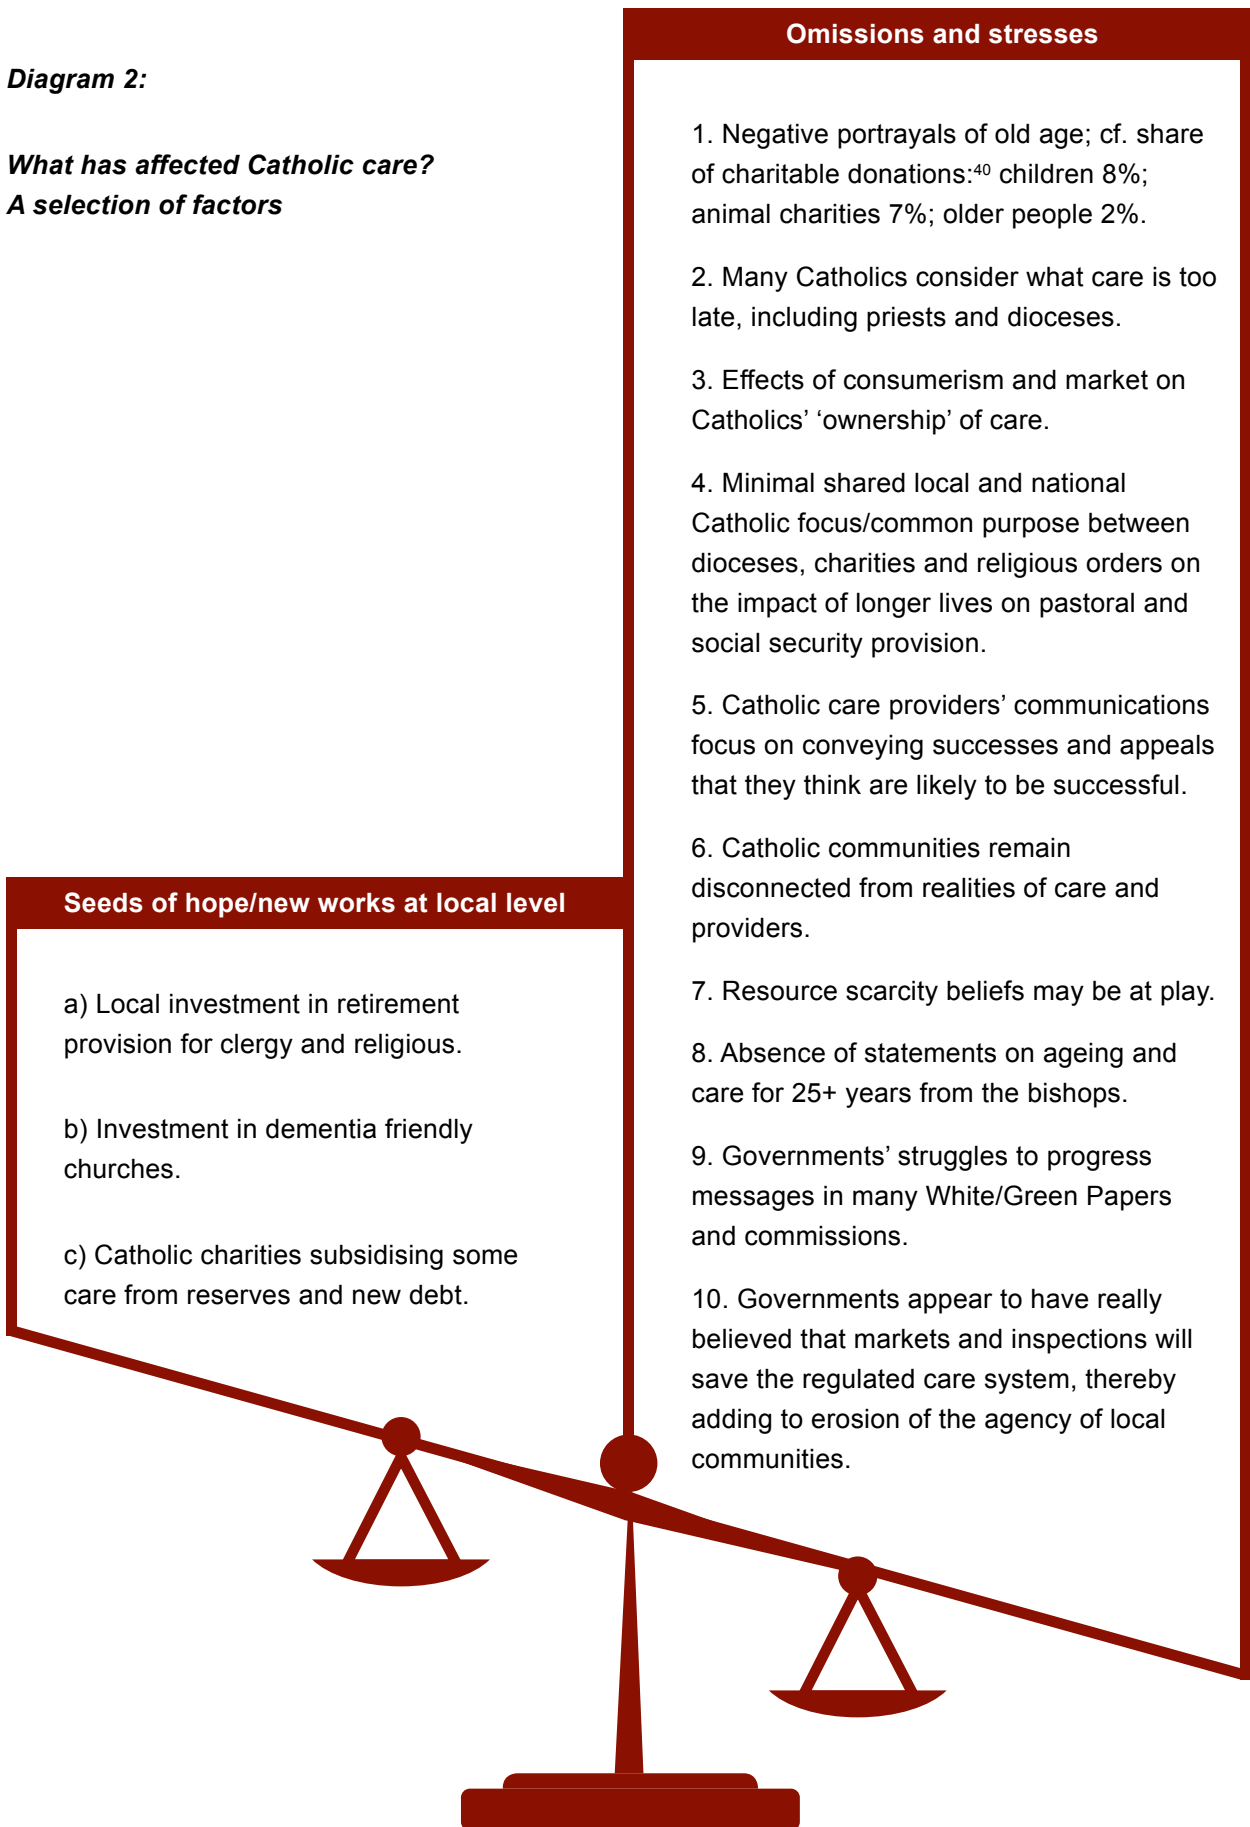 Diagram 2:
What has affected Catholic care?
A selection of factors
Omissions and stresses
1. Negative portrayals of old age; cf. share
of charitable donations:⁴⁰ children 8%;
animal charities 7%; older people 2%.
2. Many Catholics consider what care is too
late, including priests and dioceses.
3. Effects of consumerism and market on
Catholics’ ‘ownership’ of care.
4. Minimal shared local and national
Catholic focus/common purpose between
dioceses, charities and religious orders on
the impact of longer lives on pastoral and
social security provision.
5. Catholic care providers’ communications
focus on conveying successes and appeals
that they think are likely to be successful.
6. Catholic communities remain
disconnected from realities of care and
providers.
7. Resource scarcity beliefs may be at play.
8. Absence of statements on ageing and
care for 25+ years from the bishops.
9. Governments’ struggles to progress
messages in many White/Green Papers
and commissions.
10. Governments appear to have really
believed that markets and inspections will
save the regulated care system, thereby
adding to erosion of the agency of local
communities.
Seeds of hope/new works at local level
a) Local investment in retirement
provision for clergy and religious.
b) Investment in dementia friendly
churches.
c) Catholic charities subsidising some
care from reserves and new debt.